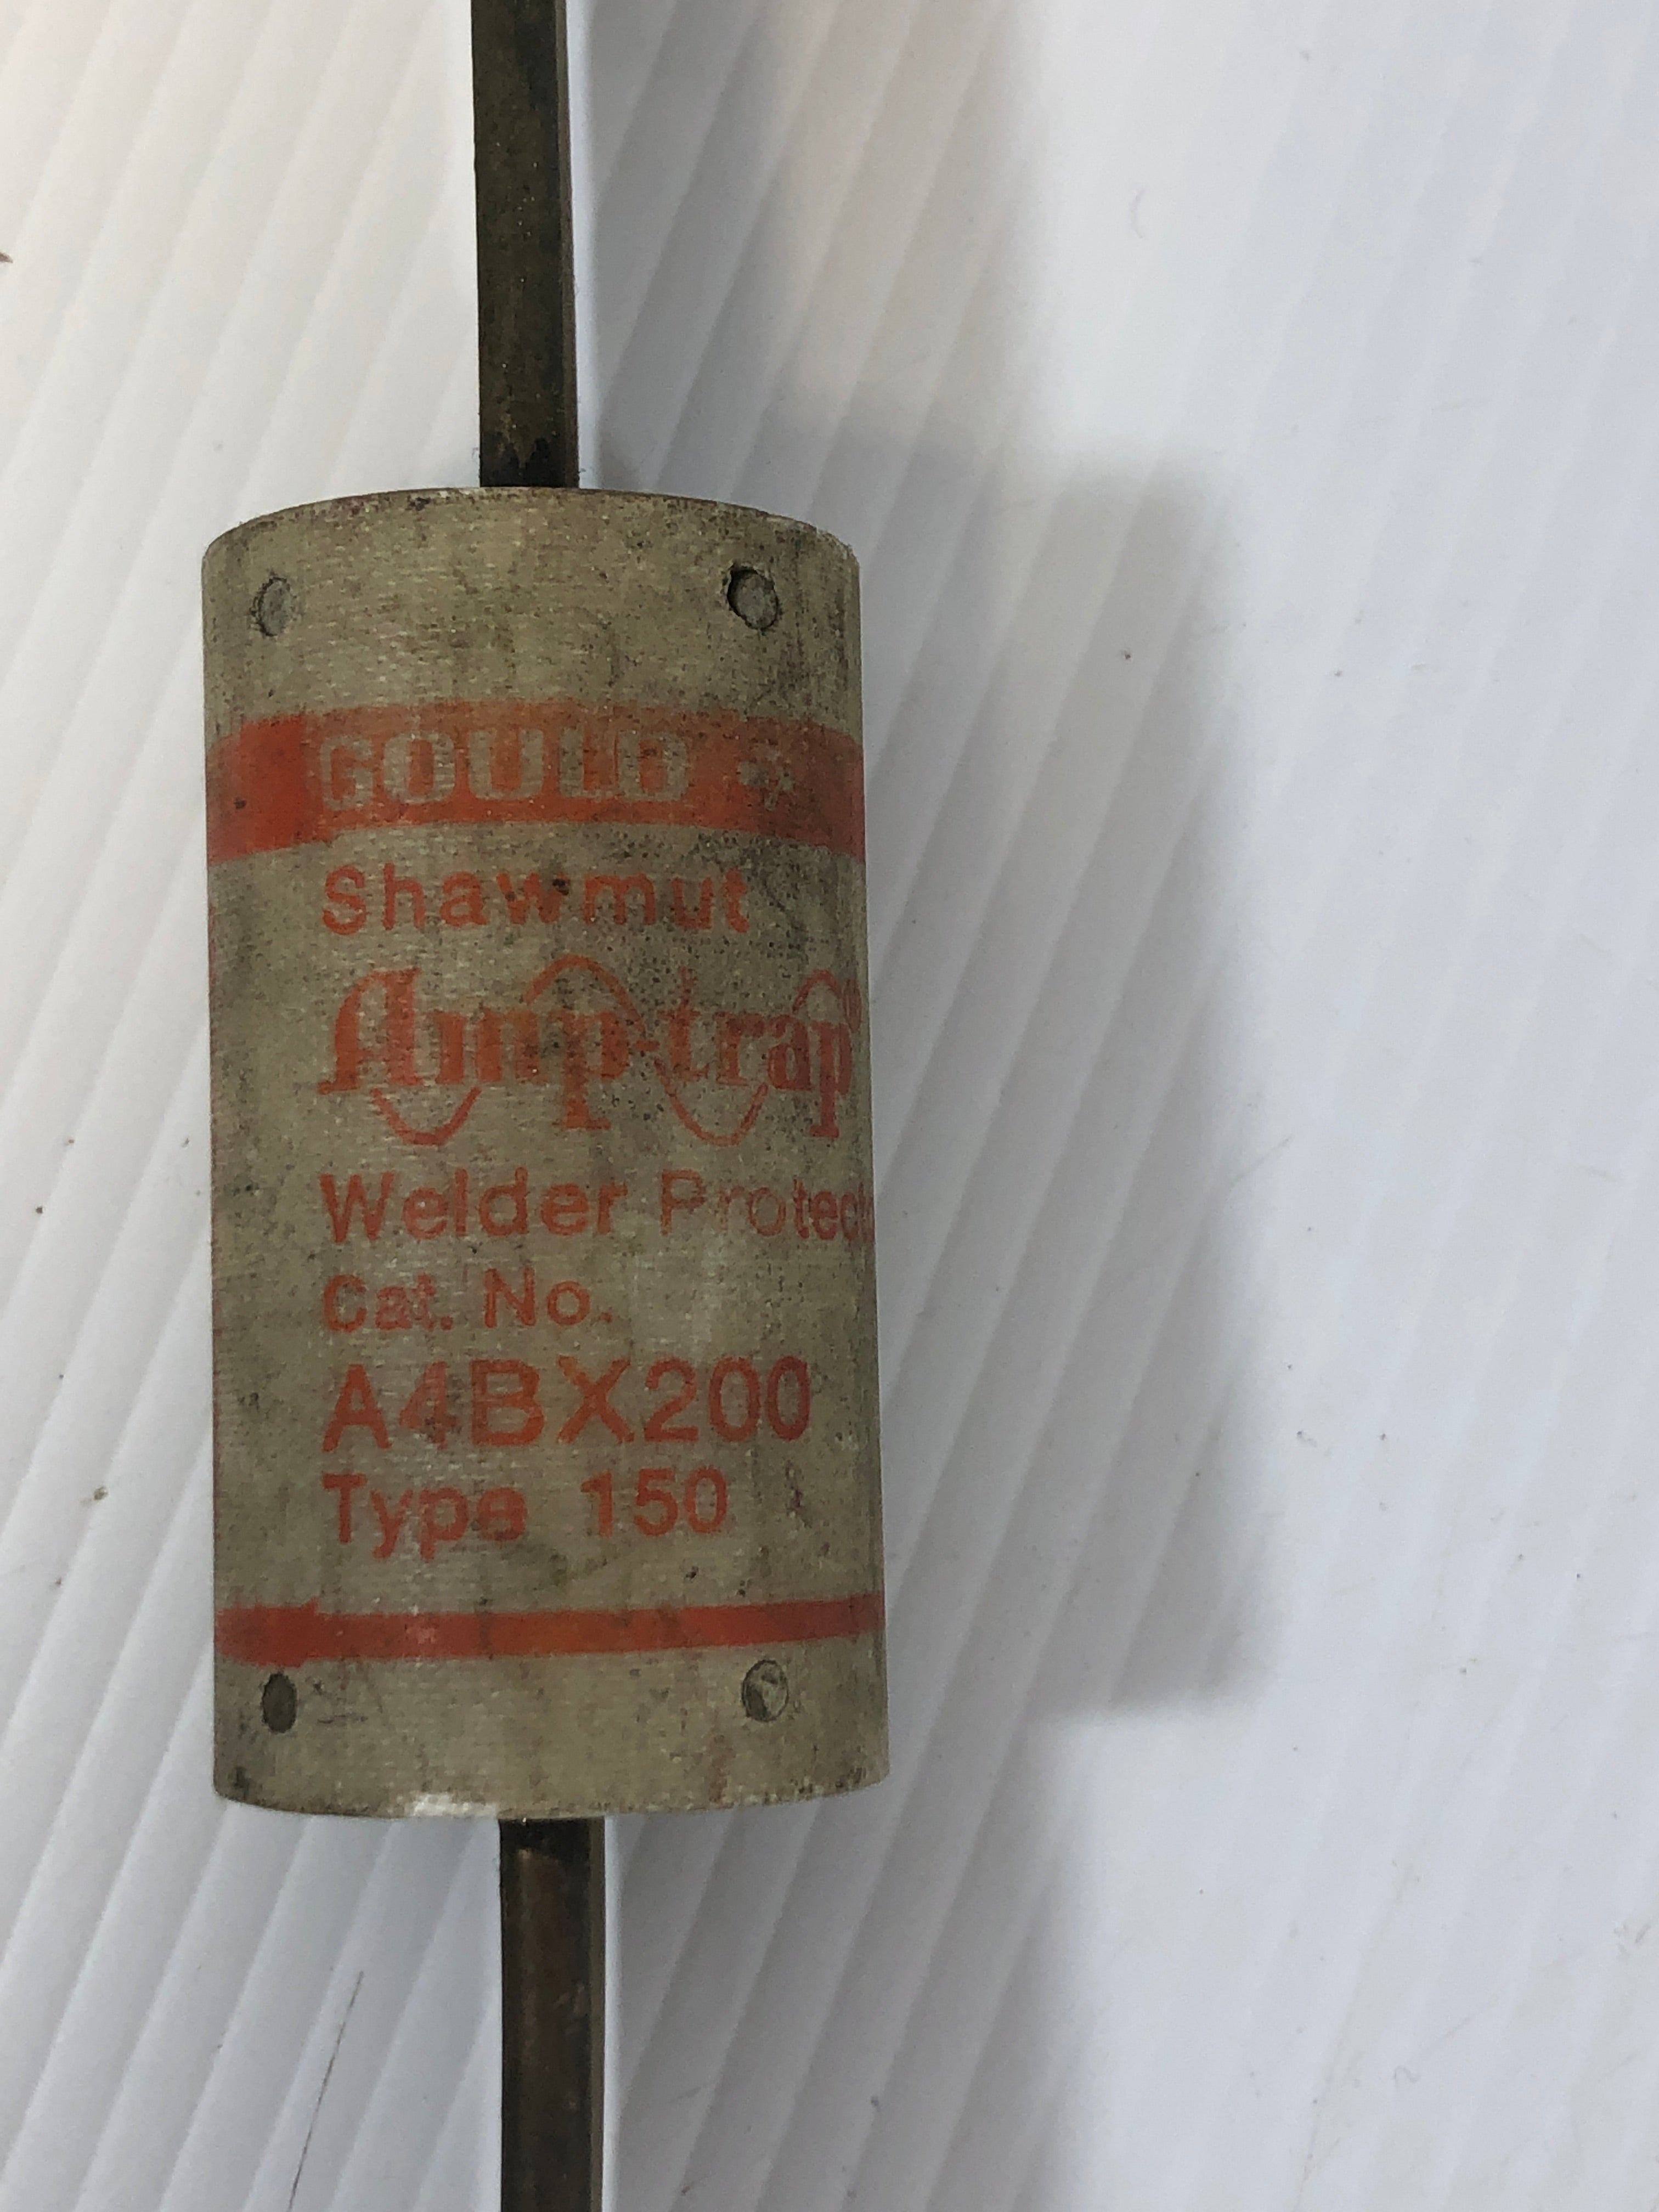 GOULD
Shawmut
Amp-trap®
Welder Protect
Cat. No.
A4BX200
Type 150